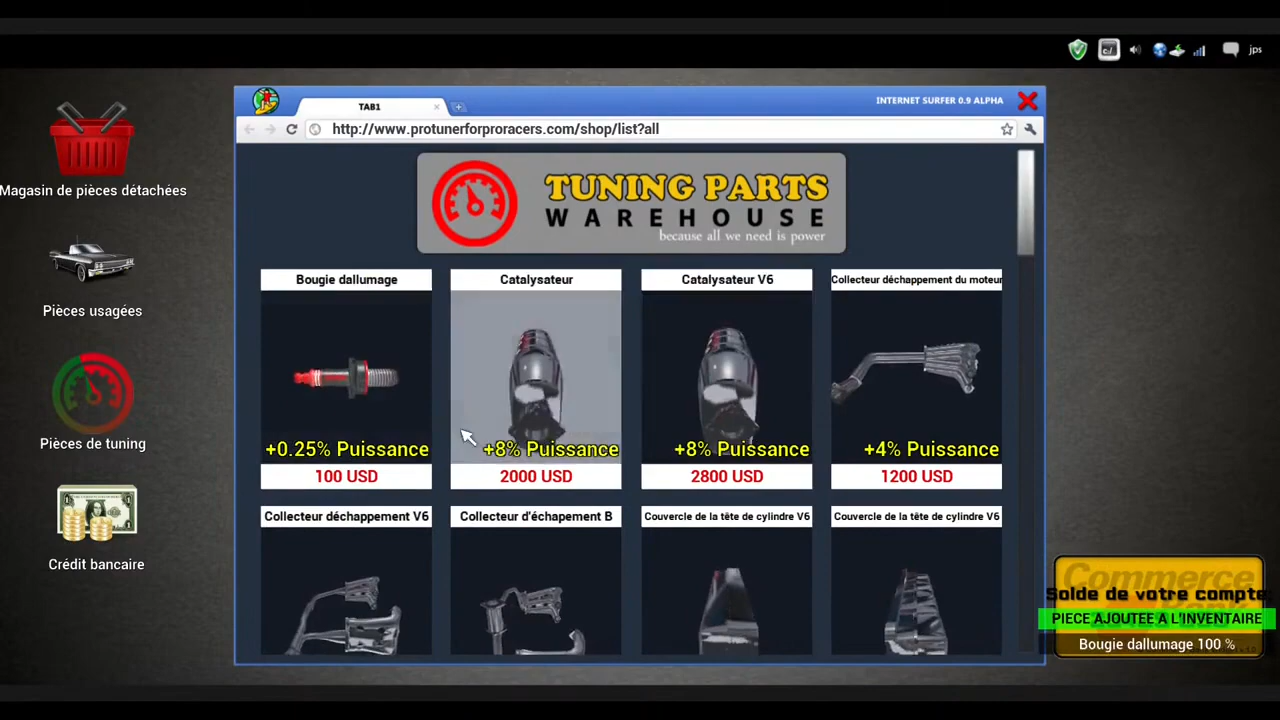 jps
TAB1
INTERNET SURFER 0.9 ALPHA
http://www.protunerforproracers.com/shop/list?all
Magasin de pièces détachées
Pièces usagées
Pièces de tuning
Crédit bancaire
TUNING PARTS
WAREHOUSE
because all we need is power
Bougie dallumage
+0.25% Puissance
100 USD
Catalysateur
+8% Puissance
2000 USD
Catalysateur V6
+8% Puissance
2800 USD
Collecteur déchappement du moteur
+4% Puissance
1200 USD
Collecteur déchappement V6
Collecteur d'échapement B
Couvercle de la tête de cylindre V6
Couvercle de la tête de cylindre V6
Commerce
Solde de votre compte:
PIECE AJOUTEE A L'INVENTAIRE
Bougie dallumage 100 %